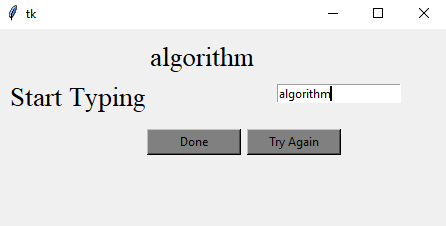 tk
algorithm
Start Typing
algorithm
Done
Try Again